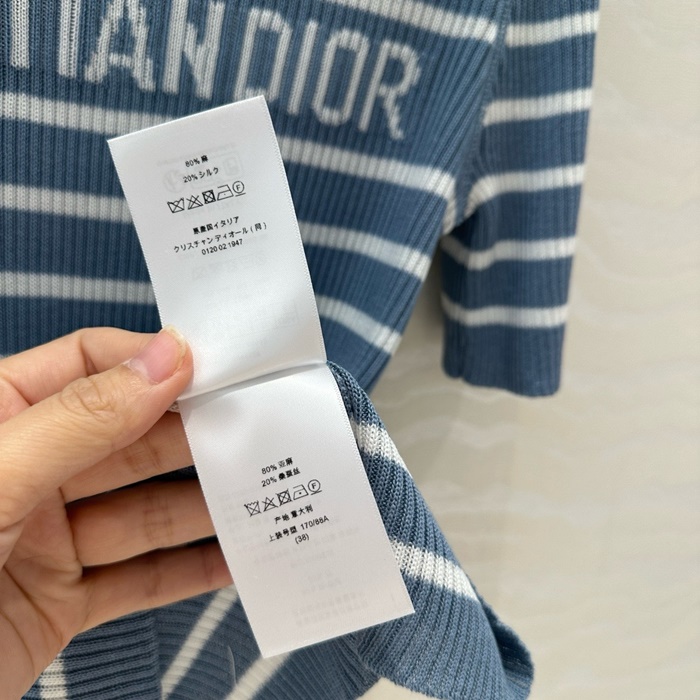 IANDIOR
80% 麻
20% シルク
原産国イタリア
クリスチャン ディオール ( 同 )
0120 02 1947
80% 亚麻
20% 桑蚕丝
产地 意大利
上装号型 170/88A
(38)